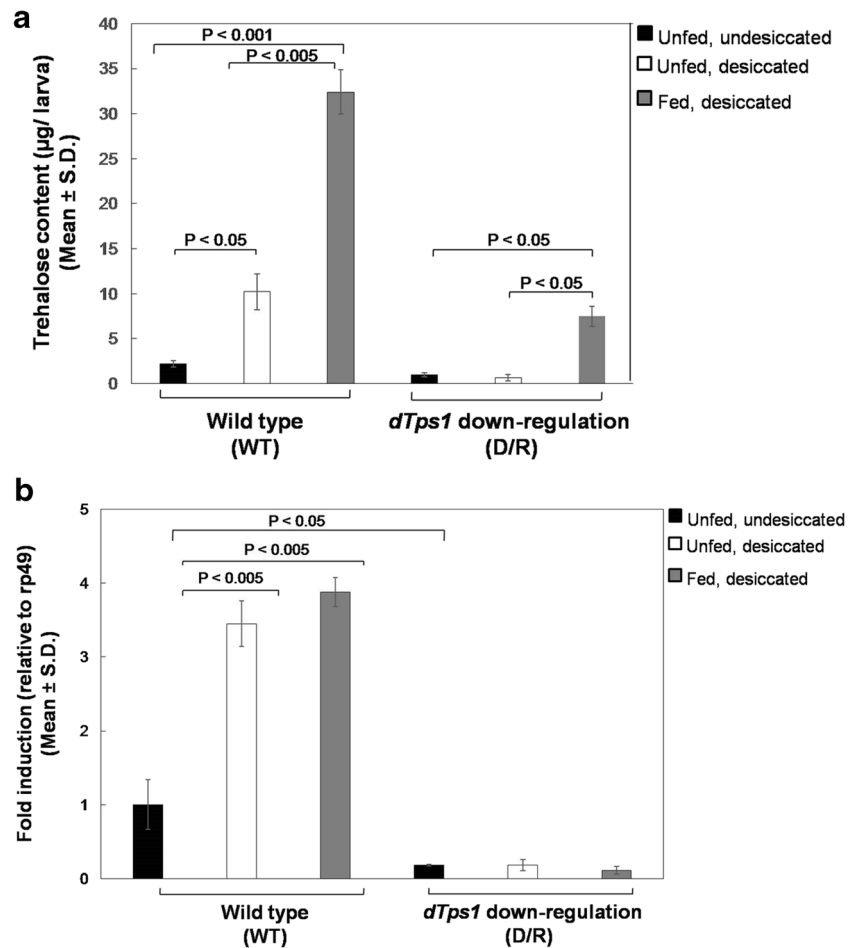 a
Trehalose content (µg/ larva)
(Mean ± S.D.)
40
35
30
25
20
15
10
5
0
P < 0.001
P < 0.005
P < 0.05
P < 0.05
P < 0.05
Unfed, undesiccated
Unfed, desiccated
Fed, desiccated
Wild type
(WT)
dTps1 down-regulation
(D/R)
b
Fold induction (relative to rp49)
(Mean ± S.D.)
5
4
3
2
1
0
P < 0.05
P < 0.005
P < 0.005
Unfed, undesiccated
Unfed, desiccated
Fed, desiccated
Wild type
(WT)
dTps1 down-regulation
(D/R)